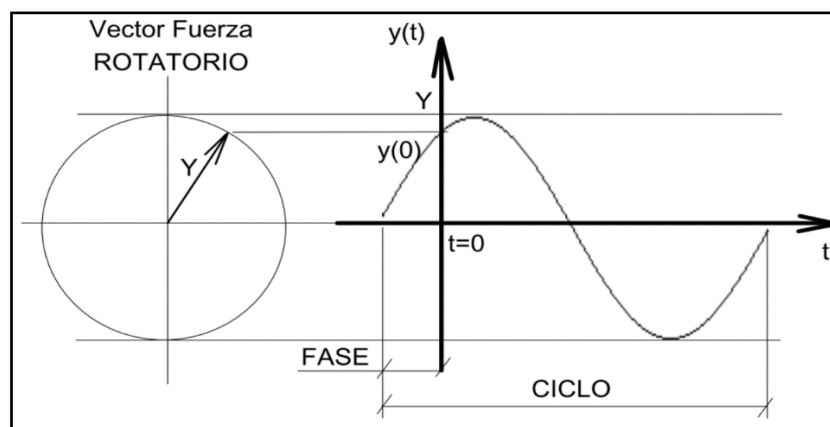 Vector Fuerza
ROTATORIO
y(t)
Y
Y
y(0)
t=0
t
FASE
CICLO